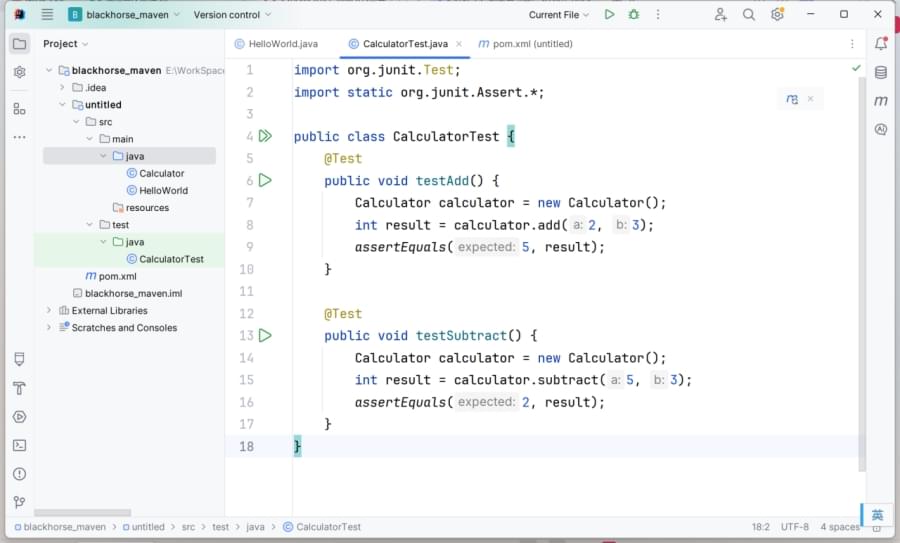 B blackhorse_maven Version control Current File
Project
HelloWorld.java CalculatorTest.java × m pom.xml (untitled)
blackhorse_maven E:\WorkSpac
.idea
untitled
src
main
java
Calculator
HelloWorld
resources
test
java
CalculatorTest
m pom.xml
blackhorse_maven.iml
External Libraries
Scratches and Consoles
1 import org.junit.Test;
2 import static org.junit.Assert.*;
3
4 public class CalculatorTest {
5 @Test
6 public void testAdd() {
7 Calculator calculator = new Calculator();
8 int result = calculator.add( a: 2, b: 3);
9 assertEquals( expected: 5, result);
10 }
11
12 @Test
13 public void testSubtract() {
14 Calculator calculator = new Calculator();
15 int result = calculator.subtract( a: 5, b: 3);
16 assertEquals( expected: 2, result);
17 }
18 }
m
AI
英
blackhorse_maven > untitled > src > test > java > CalculatorTest 18:2 UTF-8 4 spaces